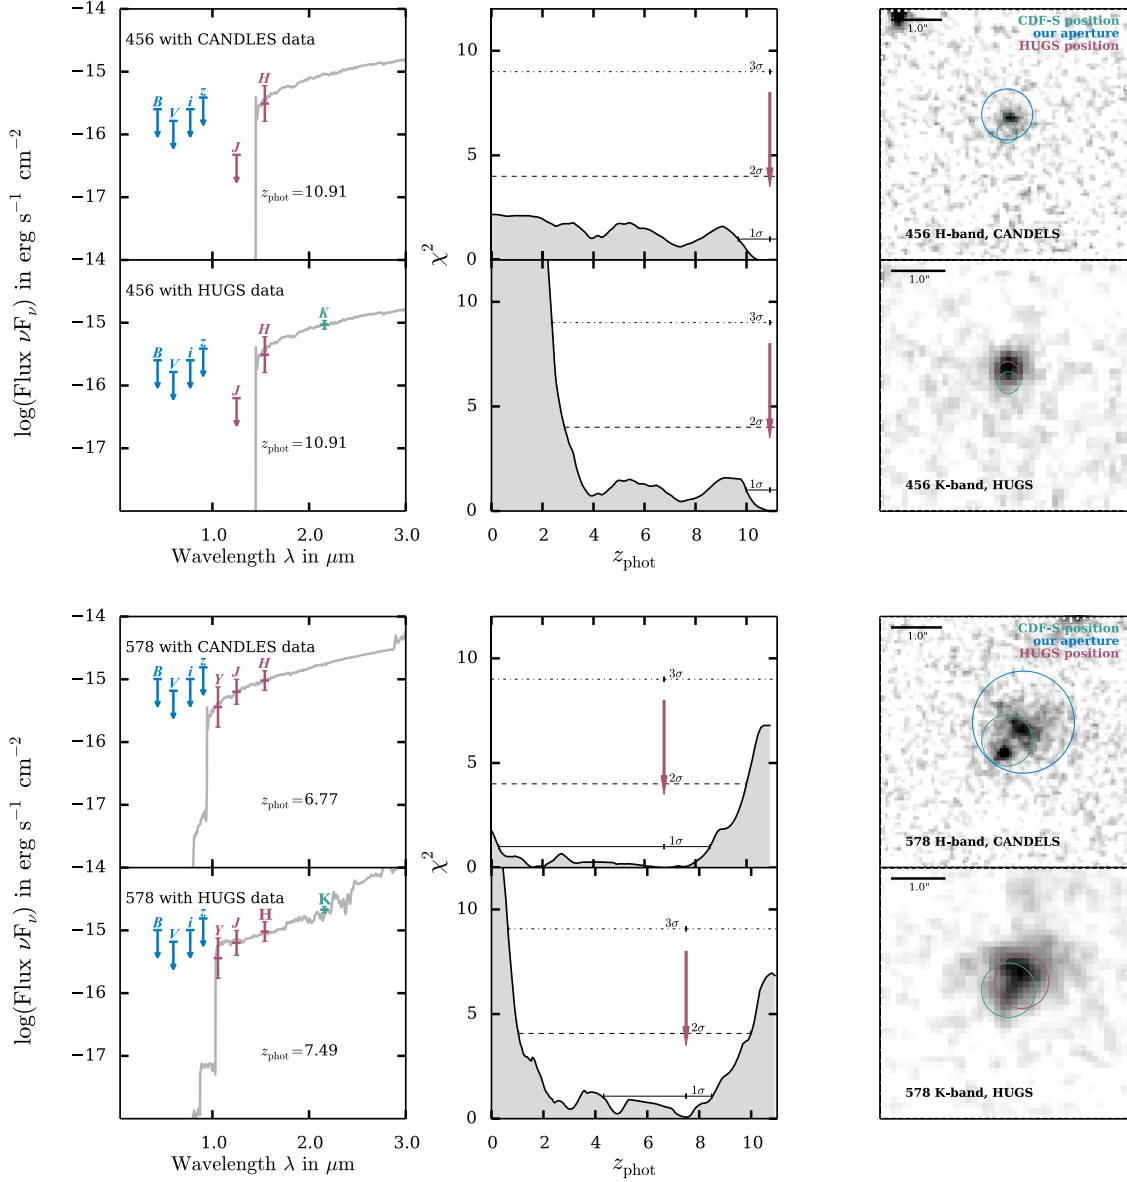 −14
456 with CANDLES data
−15
B V i z J H
−16
−17
z_phot=10.91
−14
456 with HUGS data
−15
B V i z J H K
−16
−17
z_phot=10.91
1.0 2.0 3.0
Wavelength λ in μm
log(Flux νF_ν) in erg s⁻¹ cm⁻²
10
3σ
5
2σ
1σ
0
10
3σ
5
2σ
1σ
0
χ²
0 2 4 6 8 10
z_phot
1.0"
CDF-S position
our aperture
HUGS position
456 H-band, CANDELS
1.0"
456 K-band, HUGS
−14
578 with CANDLES data
−15
B V i z Y J H
−16
−17
z_phot=6.77
−14
578 with HUGS data
−15
B V i z Y J H K
−16
−17
z_phot=7.49
1.0 2.0 3.0
Wavelength λ in μm
log(Flux νF_ν) in erg s⁻¹ cm⁻²
10
3σ
5
2σ
1σ
0
10
3σ
5
2σ
1σ
0
χ²
0 2 4 6 8 10
z_phot
1.0"
CDF-S position
our aperture
HUGS position
578 H-band, CANDELS
1.0"
578 K-band, HUGS